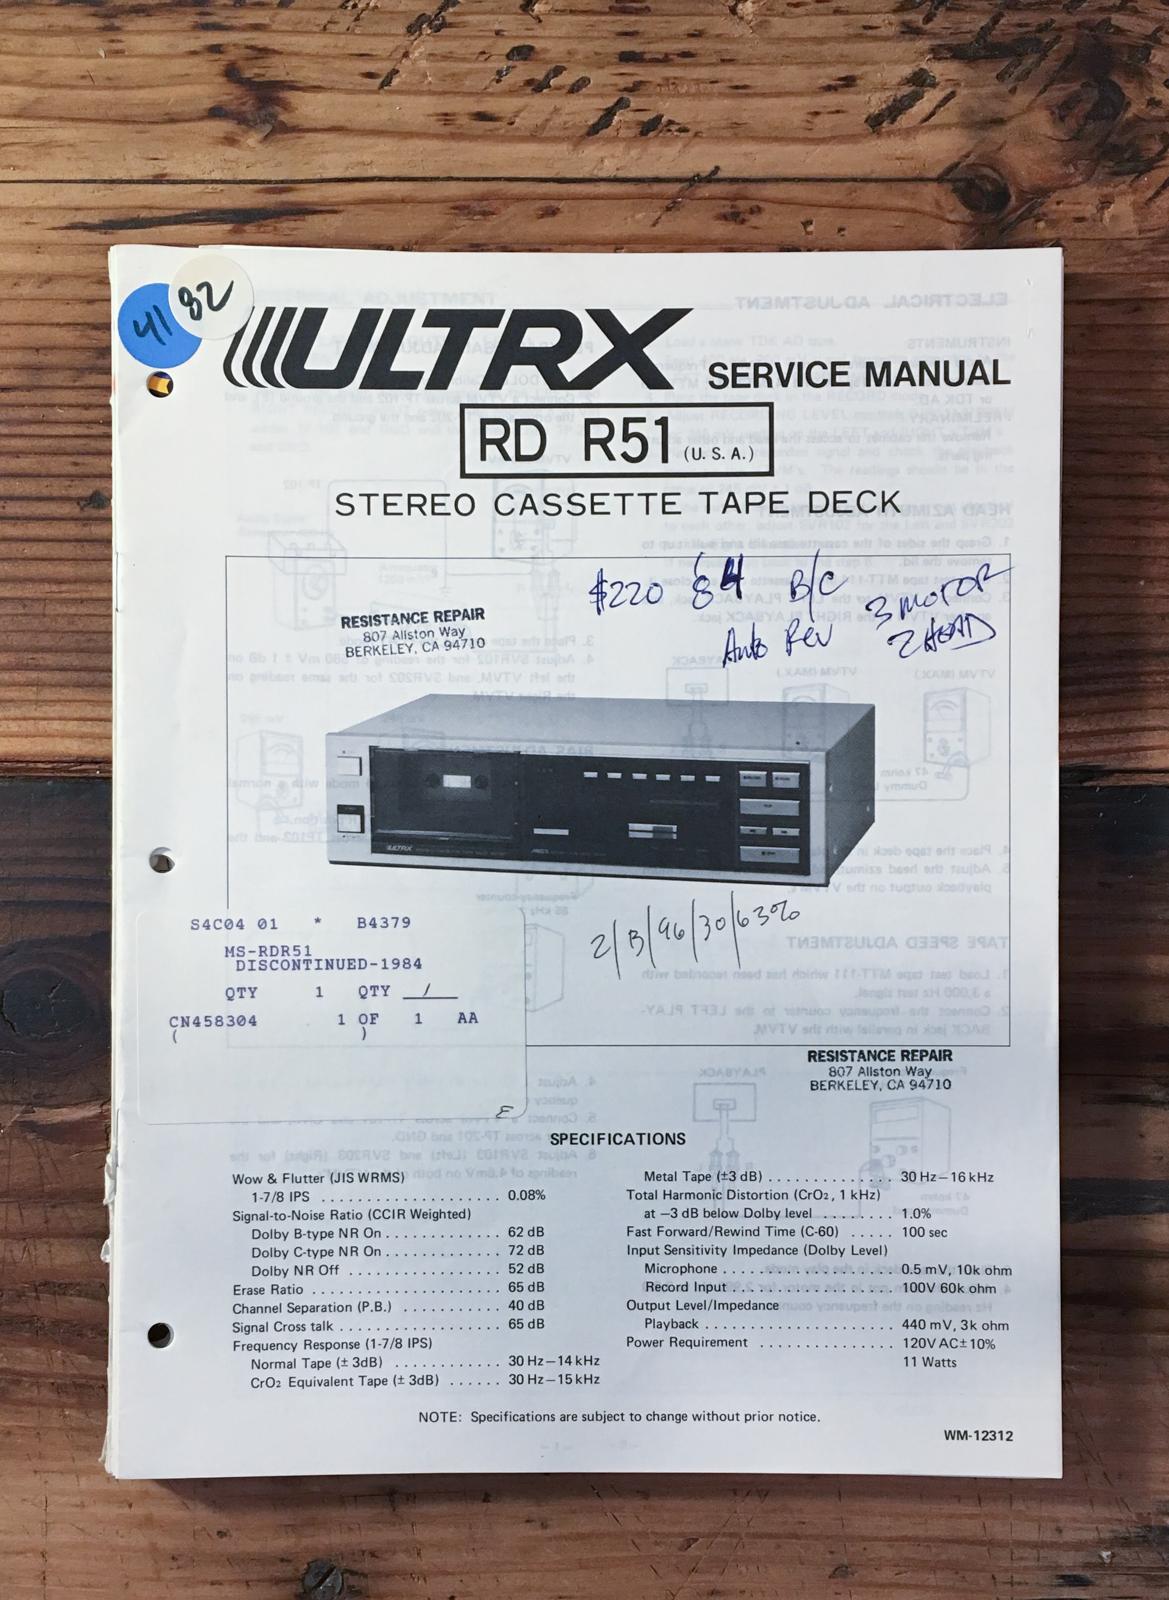 41
82
ULTRX SERVICE MANUAL
RD R51 (U. S. A.)
STEREO CASSETTE TAPE DECK
$220 84 B/C 3 MOTOR
Auto Rev 2 HEAD
RESISTANCE REPAIR
807 Allston Way
BERKELEY, CA 94710
ULTRX
2/B/96/30/63%
S4C04 01 * B4379
MS-RDR51
DISCONTINUED-1984
QTY 1 QTY /
CN458304 1 OF 1 AA
( )
RESISTANCE REPAIR
807 Allston Way
BERKELEY, CA 94710
SPECIFICATIONS
Wow & Flutter (JIS WRMS)
1-7/8 IPS . . . . . . . . . . . . . . . . . . . . 0.08%
Signal-to-Noise Ratio (CCIR Weighted)
Dolby B-type NR On . . . . . . . . . . . . . 62 dB
Dolby C-type NR On . . . . . . . . . . . . . 72 dB
Dolby NR Off . . . . . . . . . . . . . . . . . 52 dB
Erase Ratio . . . . . . . . . . . . . . . . . . . . . . 65 dB
Channel Separation (P.B.) . . . . . . . . . . . . 40 dB
Signal Cross talk . . . . . . . . . . . . . . . . . . . 65 dB
Frequency Response (1-7/8 IPS)
Normal Tape (± 3dB) . . . . . . . . . . . . 30 Hz–14 kHz
CrO2 Equivalent Tape (± 3dB) . . . . . . 30 Hz–15 kHz
Metal Tape (±3 dB) . . . . . . . . . . . . . . 30 Hz–16 kHz
Total Harmonic Distortion (CrO2, 1 kHz)
at –3 dB below Dolby level . . . . . . . . . 1.0%
Fast Forward/Rewind Time (C-60) . . . . . 100 sec
Input Sensitivity Impedance (Dolby Level)
Microphone . . . . . . . . . . . . . . . . . . . . 0.5 mV, 10k ohm
Record Input . . . . . . . . . . . . . . . . . . . 100V 60k ohm
Output Level/Impedance
Playback . . . . . . . . . . . . . . . . . . . . . . 440 mV, 3k ohm
Power Requirement . . . . . . . . . . . . . . . 120V AC±10%
11 Watts
NOTE: Specifications are subject to change without prior notice.
WM-12312